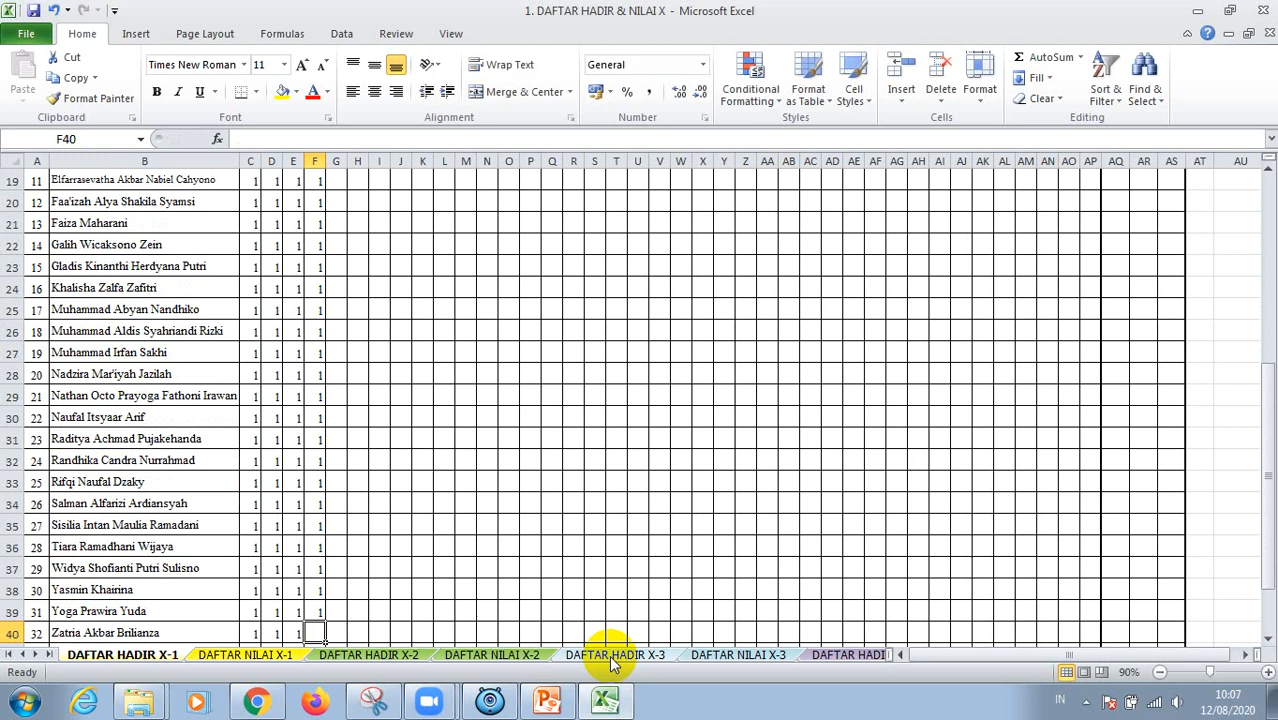 1. DAFTAR HADIR & NILAI X - Microsoft Excel
File Home Insert Page Layout Formulas Data Review View
Paste Cut Copy Format Painter
Clipboard
Times New Roman 11
B I U A
Font
Wrap Text
Merge & Center
Alignment
General
%
Number
Conditional Formatting Format as Table Cell Styles
Styles
Insert Delete Format
Cells
AutoSum Fill Clear Sort & Filter Find & Select
Editing
F40 fx
A B C D E F G H I J K L M N O P Q R S T U V W X Y Z AA AB AC AD AE AF AG AH AI AJ AK AL AM AN AO AP AQ AR AS AT AU
19 11 Elfarrasevatha Akbar Nabiel Cahyono 1 1 1 1
20 12 Faa'izah Alya Shakila Syamsi 1 1 1 1
21 13 Faiza Maharani 1 1 1 1
22 14 Galih Wicaksono Zein 1 1 1 1
23 15 Gladis Kinanthi Herdyana Putri 1 1 1 1
24 16 Khalisha Zalfa Zafitri 1 1 1 1
25 17 Muhammad Abyan Nandhiko 1 1 1 1
26 18 Muhammad Aldis Syahriandi Rizki 1 1 1 1
27 19 Muhammad Irfan Sakhi 1 1 1 1
28 20 Nadzira Mar'iyah Jazilah 1 1 1 1
29 21 Nathan Octo Prayoga Fathoni Irawan 1 1 1 1
30 22 Naufal Itsyaar Arif 1 1 1 1
31 23 Raditya Achmad Pujakehanda 1 1 1 1
32 24 Randhika Candra Nurrahmad 1 1 1 1
33 25 Rifqi Naufal Dzaky 1 1 1 1
34 26 Salman Alfarizi Ardiansyah 1 1 1 1
35 27 Sisilia Intan Maulia Ramadani 1 1 1 1
36 28 Tiara Ramadhani Wijaya 1 1 1 1
37 29 Widya Shofianti Putri Sulisno 1 1 1 1
38 30 Yasmin Khairina 1 1 1 1
39 31 Yoga Prawira Yuda 1 1 1 1
40 32 Zatria Akbar Brilianza 1 1 1
DAFTAR HADIR X-1 DAFTAR NILAI X-1 DAFTAR HADIR X-2 DAFTAR NILAI X-2 DAFTAR HADIR X-3 DAFTAR NILAI X-3 DAFTAR HADI
Ready 90%
IN 10:07
12/08/2020